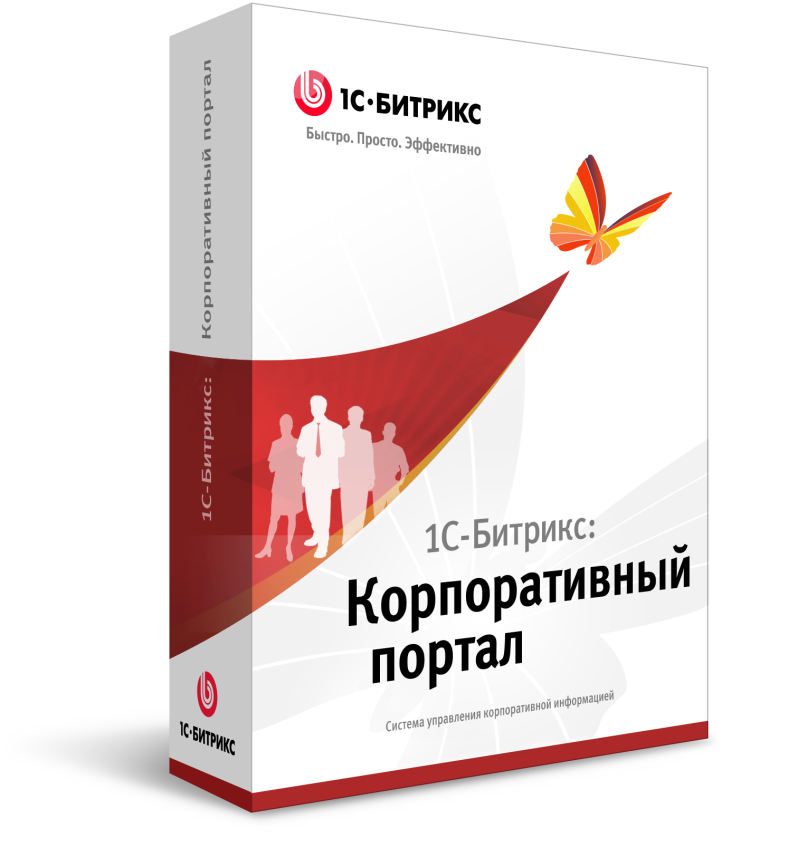 1С•БИТРИКС
Быстро. Просто. Эффективно
1С-Битрикс:
Корпоративный
портал
Система управления корпоративной информацией
1С-Битрикс: Корпоративный портал
1С•БИТРИКС